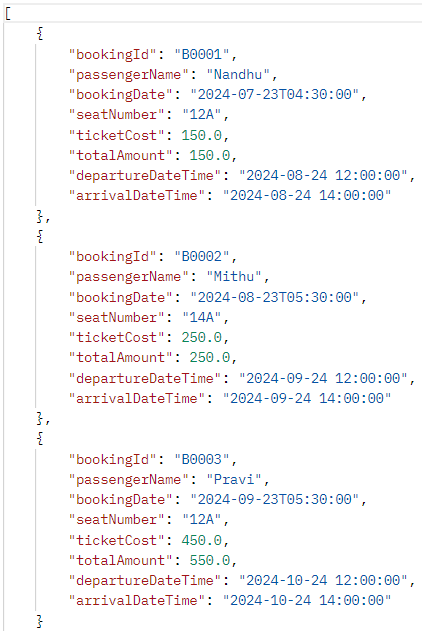 [
{
"bookingId": "B0001",
"passengerName": "Nandhu",
"bookingDate": "2024-07-23T04:30:00",
"seatNumber": "12A",
"ticketCost": 150.0,
"totalAmount": 150.0,
"departureDateTime": "2024-08-24 12:00:00",
"arrivalDateTime": "2024-08-24 14:00:00"
},
{
"bookingId": "B0002",
"passengerName": "Mithu",
"bookingDate": "2024-08-23T05:30:00",
"seatNumber": "14A",
"ticketCost": 250.0,
"totalAmount": 250.0,
"departureDateTime": "2024-09-24 12:00:00",
"arrivalDateTime": "2024-09-24 14:00:00"
},
{
"bookingId": "B0003",
"passengerName": "Pravi",
"bookingDate": "2024-09-23T05:30:00",
"seatNumber": "12A",
"ticketCost": 450.0,
"totalAmount": 550.0,
"departureDateTime": "2024-10-24 12:00:00",
"arrivalDateTime": "2024-10-24 14:00:00"
}